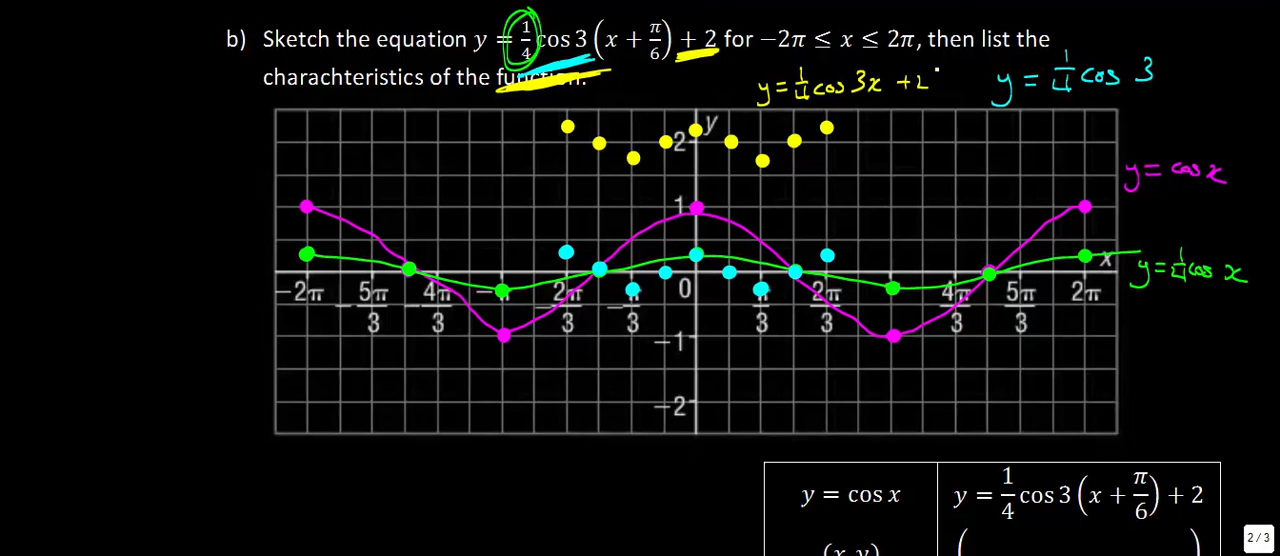 b) Sketch the equation y = 1/4 cos 3 (x + π/6) + 2 for −2π ≤ x ≤ 2π, then list the
charachteristics of the function.
y = 1/4 cos 3x + 2
y = 1/4 cos 3
y
2
y = cos x
1
x
y = 1/4 cos x
−2π −5π/3 −4π/3 −π −2π/3 −π/3 0 π/3 2π/3 4π/3 5π/3 2π
−1
−2
y = cos x
y = 1/4 cos 3 (x + π/6) + 2
(x, y)
2/3